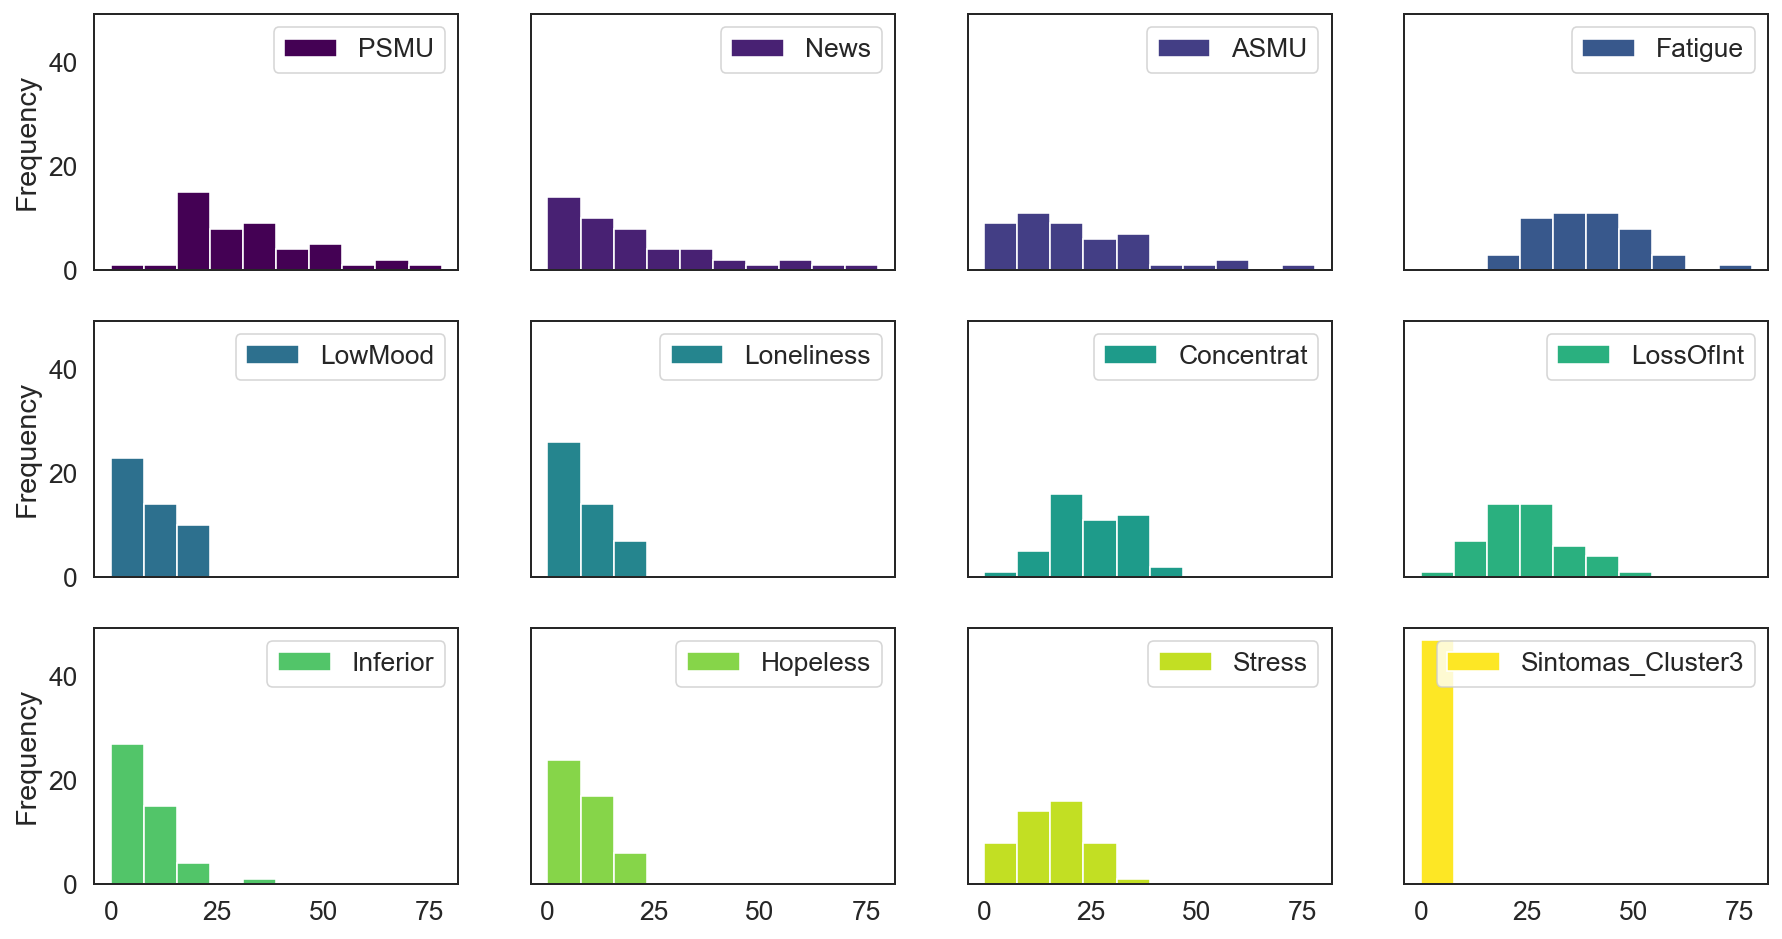 PSMU
News
ASMU
Fatigue
40
20
0
Frequency
LowMood
Loneliness
Concentrat
LossOfInt
40
20
0
Frequency
Inferior
Hopeless
Stress
Sintomas_Cluster3
40
20
0
Frequency
0 25 50 75
0 25 50 75
0 25 50 75
0 25 50 75